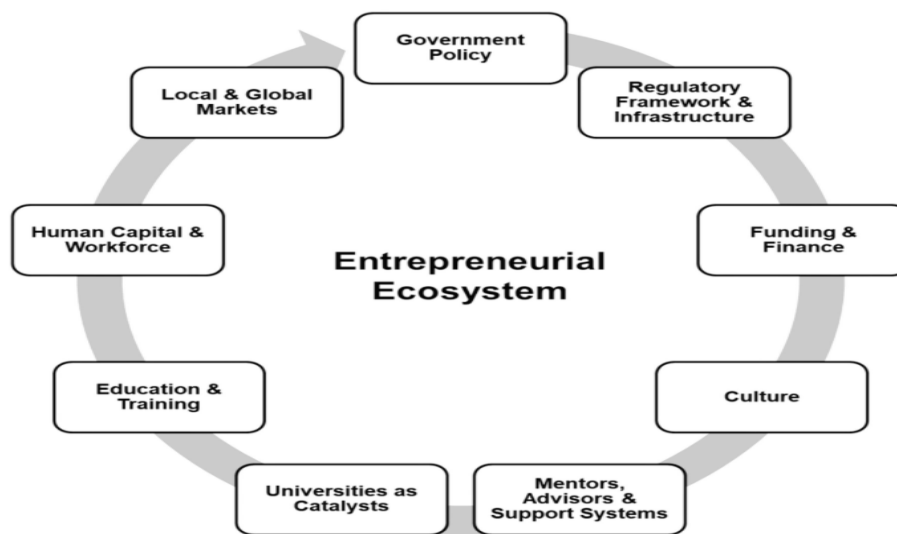 Government
Policy
Regulatory
Framework &
Infrastructure
Funding &
Finance
Culture
Mentors,
Advisors &
Support Systems
Universities as
Catalysts
Education &
Training
Human Capital &
Workforce
Local & Global
Markets
Entrepreneurial
Ecosystem